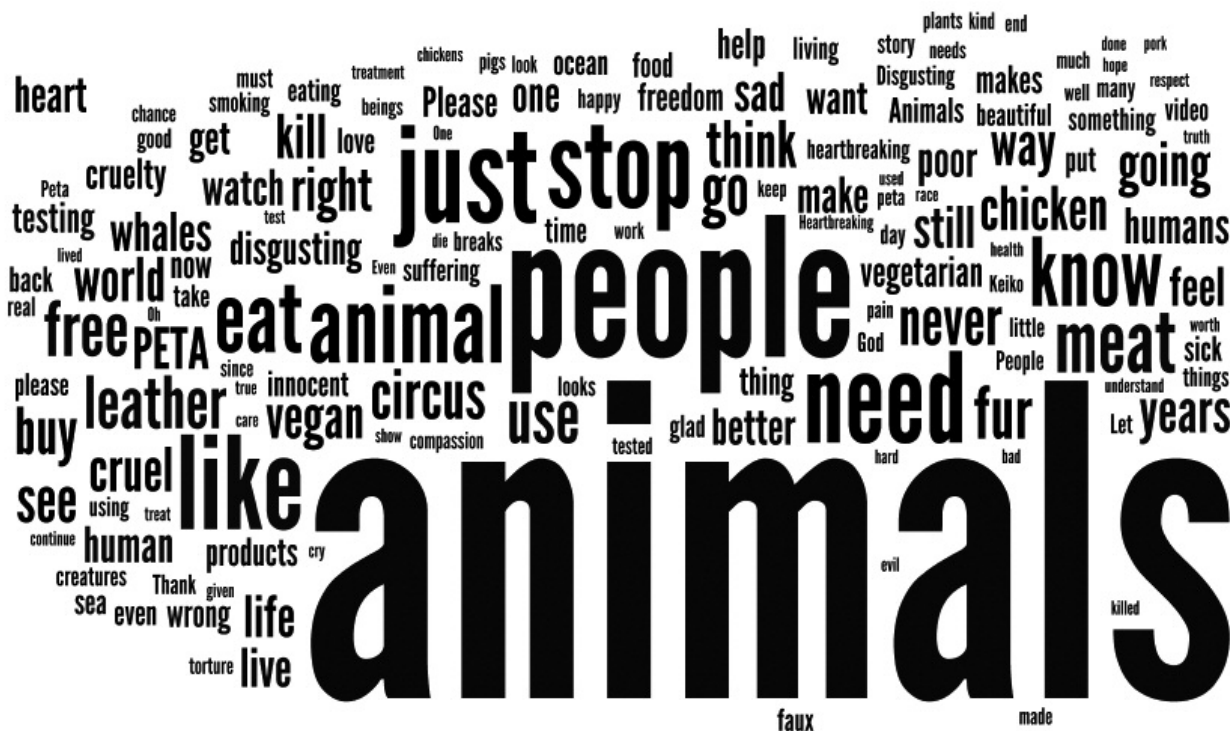 plants kind end
chickens pigs look ocean food help living story needs much done pork
heart must smoking eating treatment beings Please one happy freedom sad want Disgusting Animals makes beautiful well hope many respect something video
chance good get kill love One just stop think heartbreaking poor way put going truth
Peta cruelty watch right go keep make used peta race chicken
testing whales test disgusting die breaks time work Heartbreaking day still humans
lived back world now Even suffering people vegetarian health Keiko know feel
real take Oh free PETA eat animal pain God never little People meat worth sick things
please since true innocent circus looks thing need understand
buy leather care vegan show compassion use tested glad better fur Let years
cruel like animals hard bad
see using treat
continue human products cry evil
creatures Thank given
sea even wrong life killed
torture live
faux made